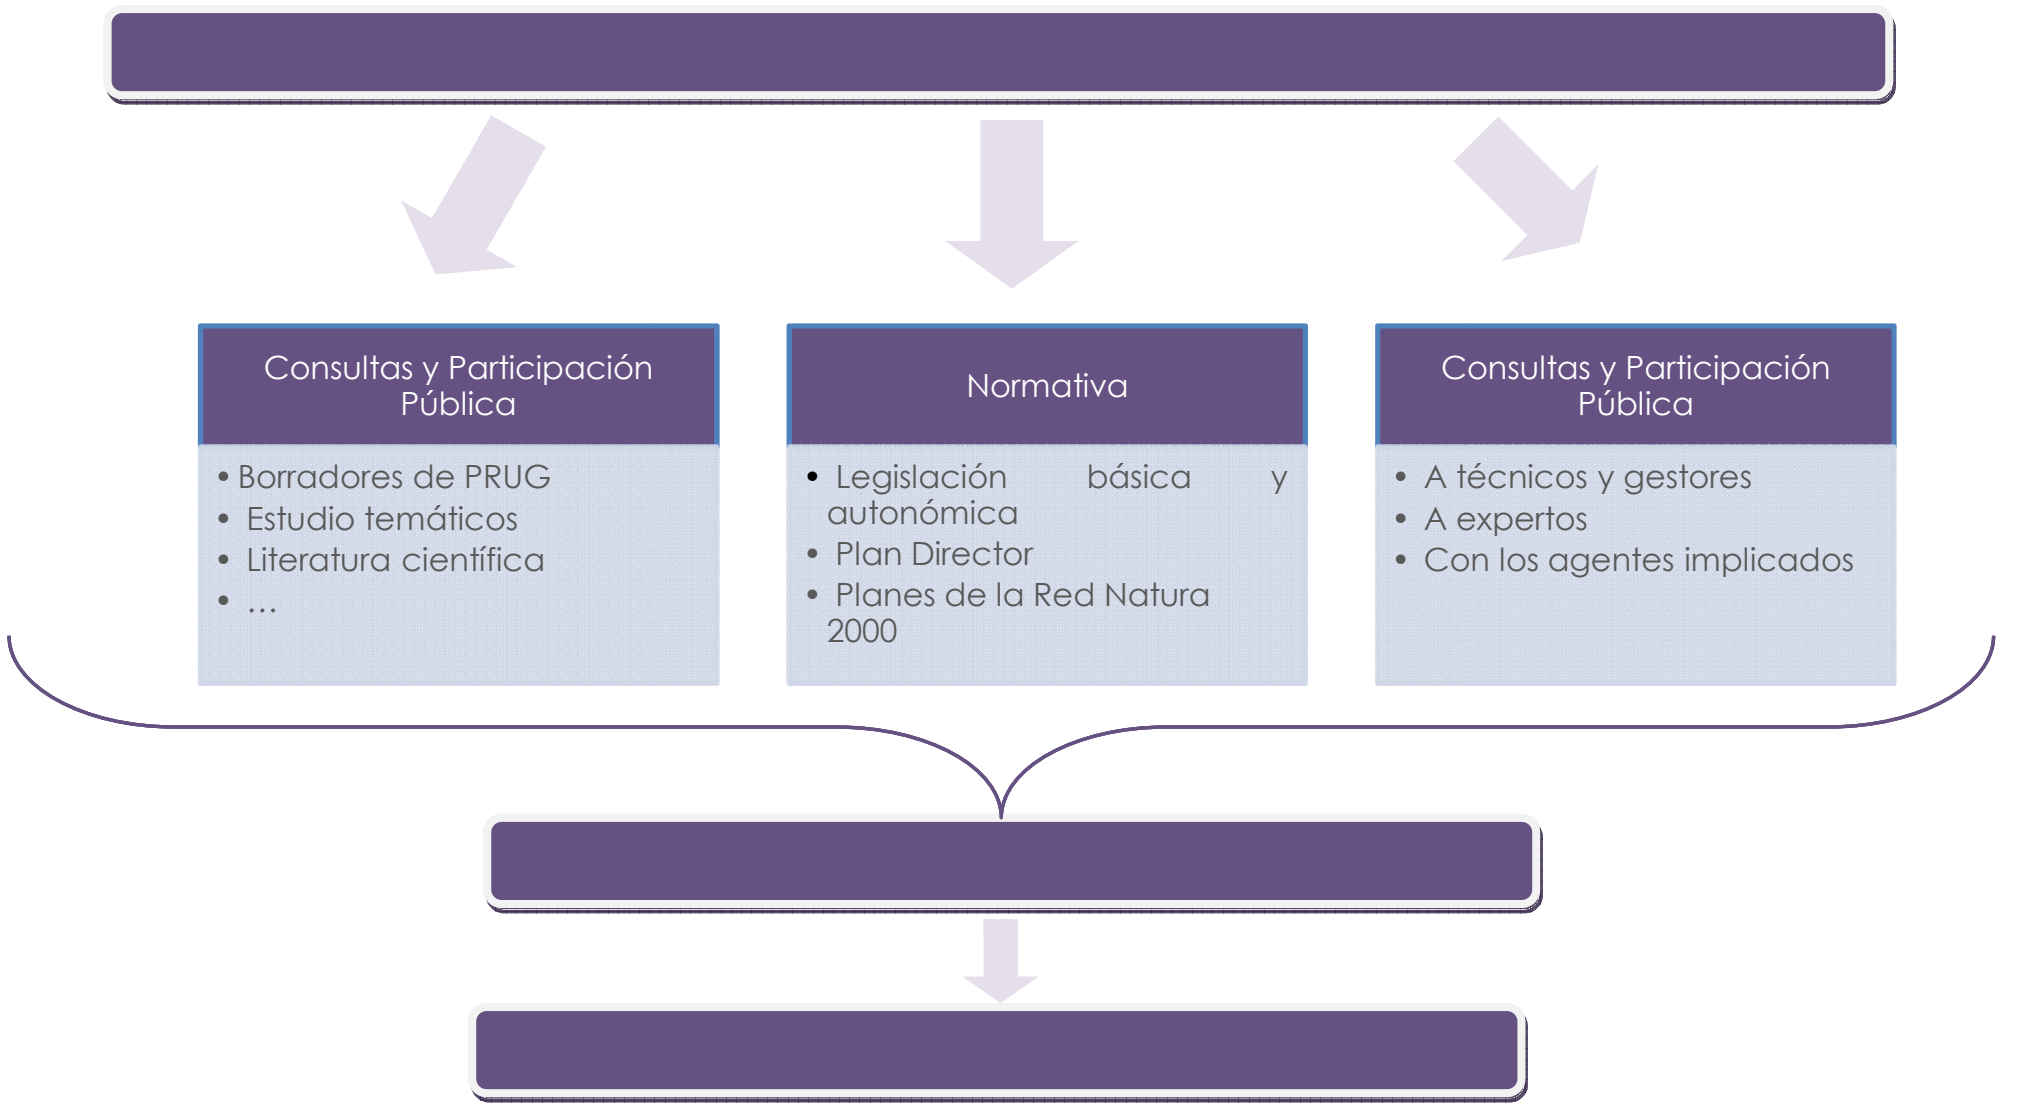 Consultas y Participación
Pública
• Borradores de PRUG
• Estudio temáticos
• Literatura científica
• ...
Normativa
• Legislación básica y
autonómica
• Plan Director
• Planes de la Red Natura
2000
Consultas y Participación
Pública
• A técnicos y gestores
• A expertos
• Con los agentes implicados